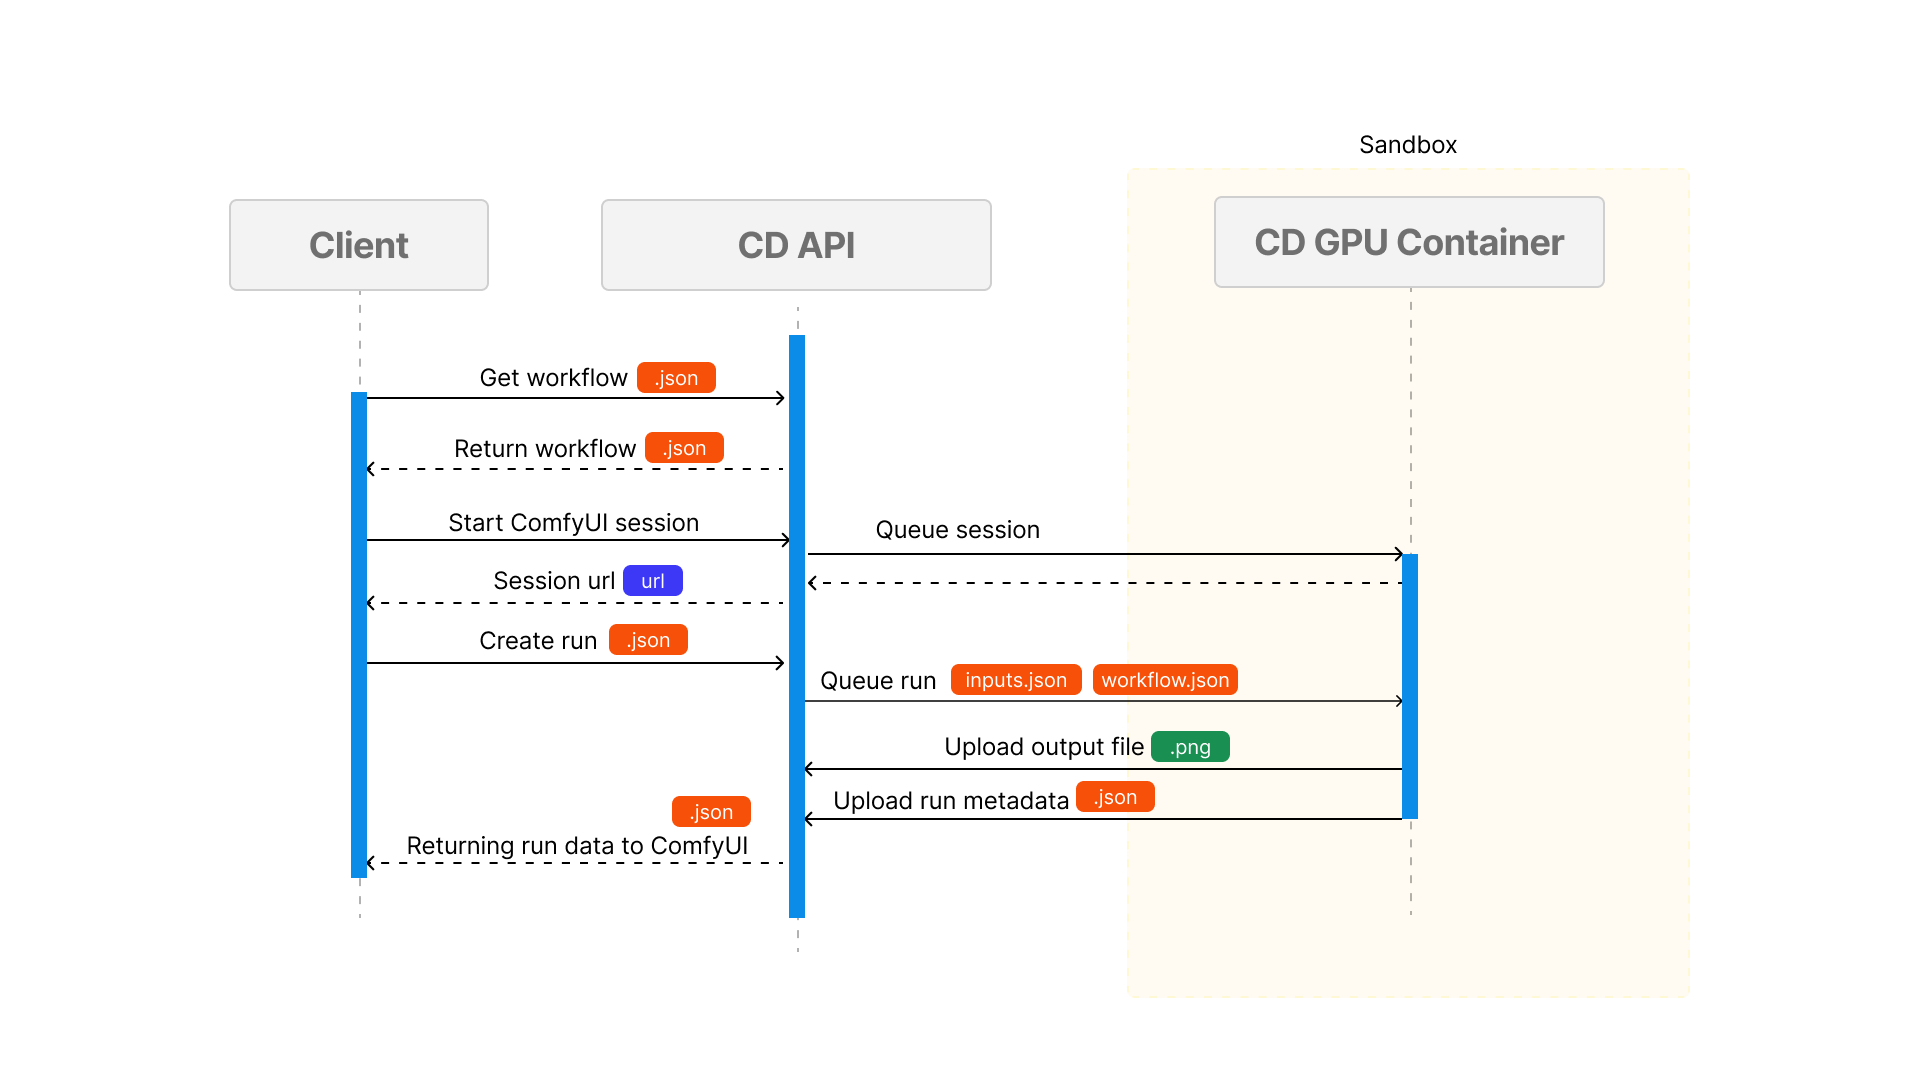 Sandbox
Client
CD API
CD GPU Container
Get workflow .json
Return workflow .json
Start ComfyUI session
Queue session
Session url url
Create run .json
Queue run inputs.json workflow.json
Upload output file .png
Upload run metadata .json
.json
Returning run data to ComfyUI